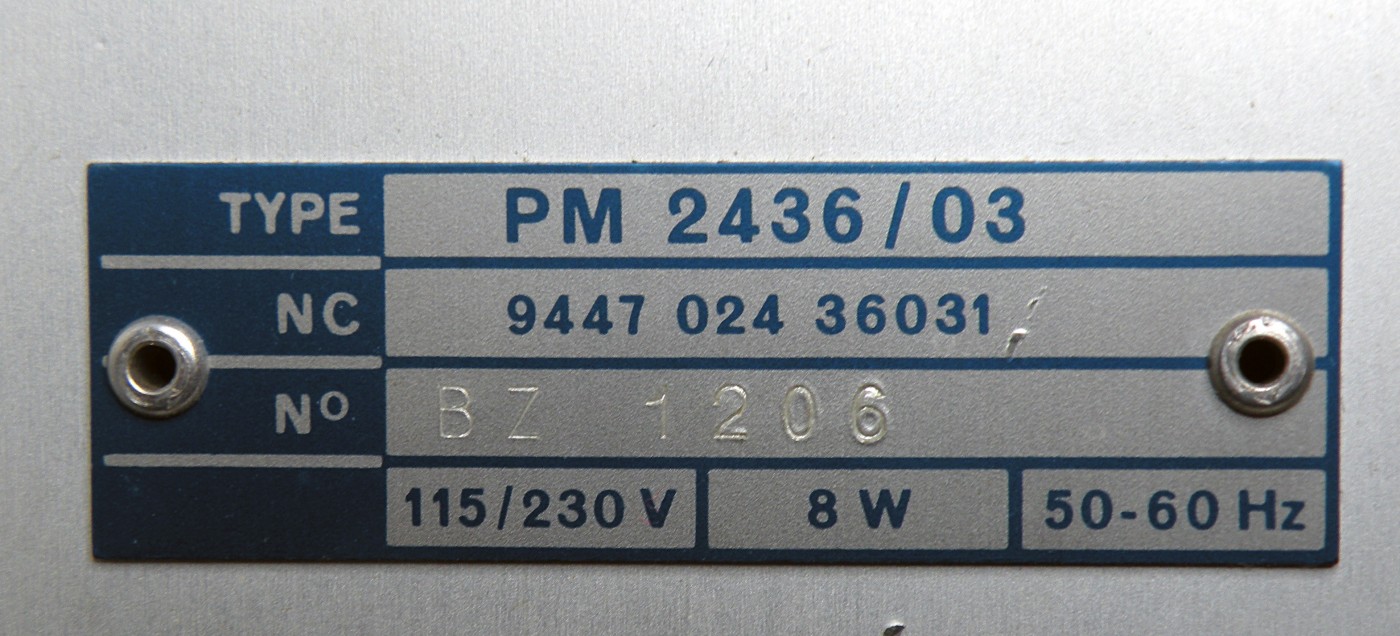 TYPE PM 2436/03
NC 9447 024 36031
Nº BZ 1206
115/230 V 8 W 50-60 Hz